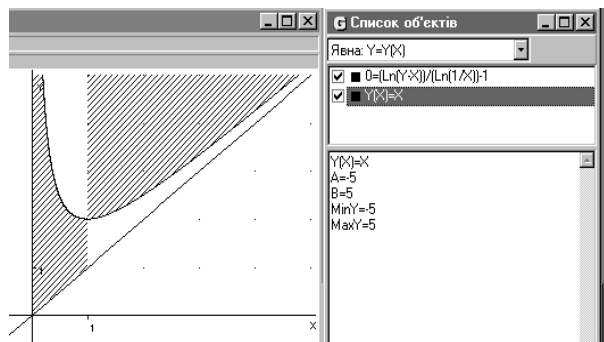 Список об'єктів
Явна: Y=Y(X)
0=(Ln(Y-X))/(Ln(1/X))-1
Y(X)=X
Y(X)=X
A=-5
B=5
MinY=-5
MaxY=5
1
1
X